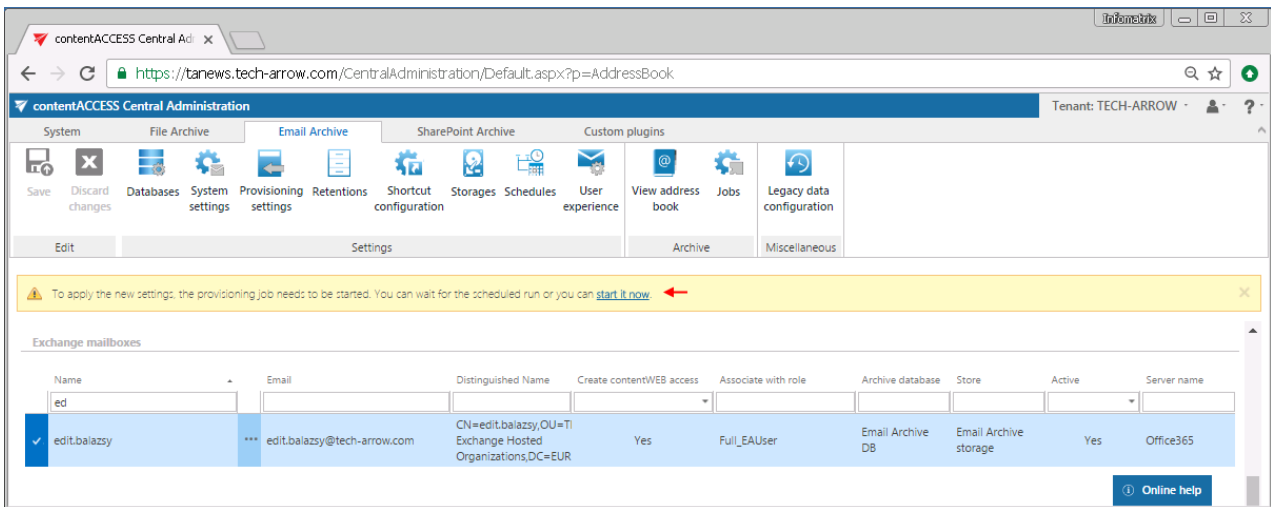 Infomatrix
contentACCESS Central Ad
https://tanews.tech-arrow.com/CentralAdministration/Default.aspx?p=AddressBook
contentACCESS Central Administration Tenant: TECH-ARROW ?
System File Archive Email Archive SharePoint Archive Custom plugins
Save Discard changes Databases System settings Provisioning settings Retentions Shortcut configuration Storages Schedules User experience View address book Jobs Legacy data configuration
Edit Settings Archive Miscellaneous
To apply the new settings, the provisioning job needs to be started. You can wait for the scheduled run or you can start it now.
Exchange mailboxes
Name Email Distinguished Name Create contentWEB access Associate with role Archive database Store Active Server name
ed
edit.balazsy ••• edit.balazsy@tech-arrow.com CN=edit.balazsy,OU=TI Exchange Hosted Organizations,DC=EUR Yes Full_EAUser Email Archive DB Email Archive storage Yes Office365
Online help